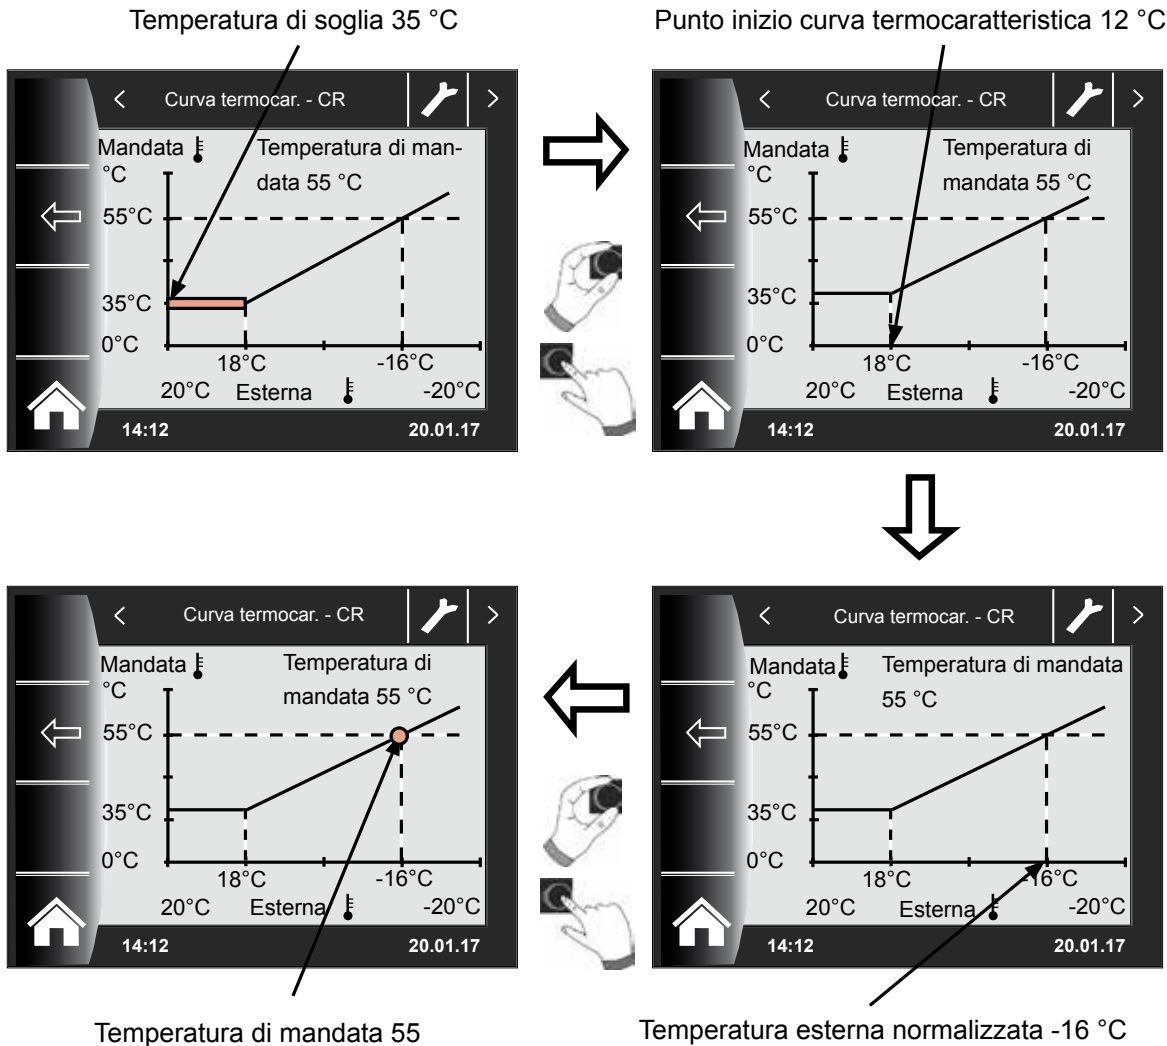 Temperatura di soglia 35 °C
Punto inizio curva termocaratteristica 12 °C
Curva termocar. - CR
Mandata
°C
Temperatura di man-
data 55 °C
55°C
35°C
0°C
18°C
-16°C
20°C
Esterna
-20°C
14:12
20.01.17
Curva termocar. - CR
Mandata
°C
Temperatura di
mandata 55 °C
55°C
35°C
0°C
18°C
-16°C
20°C
Esterna
-20°C
14:12
20.01.17
Curva termocar. - CR
Mandata
°C
Temperatura di
mandata 55 °C
55°C
35°C
0°C
18°C
-16°C
20°C
Esterna
-20°C
14:12
20.01.17
Curva termocar. - CR
Mandata
°C
Temperatura di mandata
55 °C
55°C
35°C
0°C
18°C
-16°C
20°C
Esterna
-20°C
14:12
20.01.17
Temperatura di mandata 55
Temperatura esterna normalizzata -16 °C